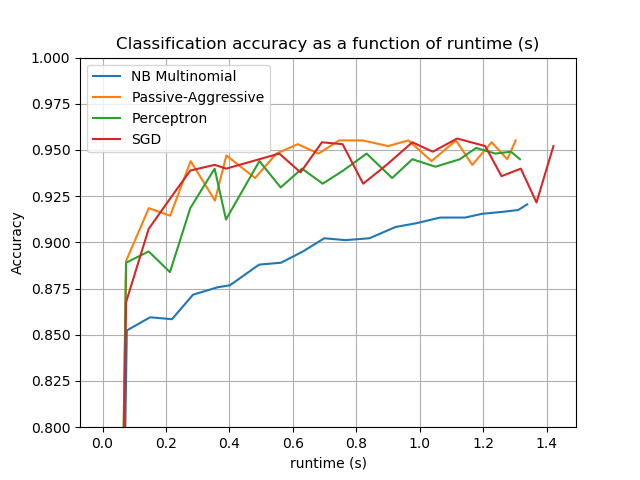 Classification accuracy as a function of runtime (s)
NB Multinomial
Passive-Aggressive
Perceptron
SGD
Accuracy
1.000
0.975
0.950
0.925
0.900
0.875
0.850
0.825
0.800
0.0 0.2 0.4 0.6 0.8 1.0 1.2 1.4
runtime (s)